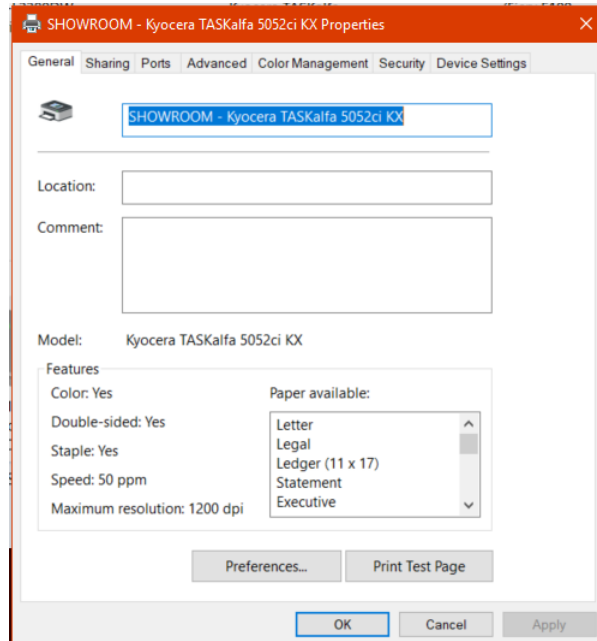 SHOWROOM - Kyocera TASKalfa 5052ci KX Properties
General Sharing Ports Advanced Color Management Security Device Settings
SHOWROOM - Kyocera TASKalfa 5052ci KX
Location:
Comment:
Model: Kyocera TASKalfa 5052ci KX
Features
Color: Yes
Paper available:
Double-sided: Yes
Letter
Staple: Yes
Legal
Ledger (11 x 17)
Speed: 50 ppm
Statement
Maximum resolution: 1200 dpi
Executive
Preferences...
Print Test Page
OK
Cancel
Apply